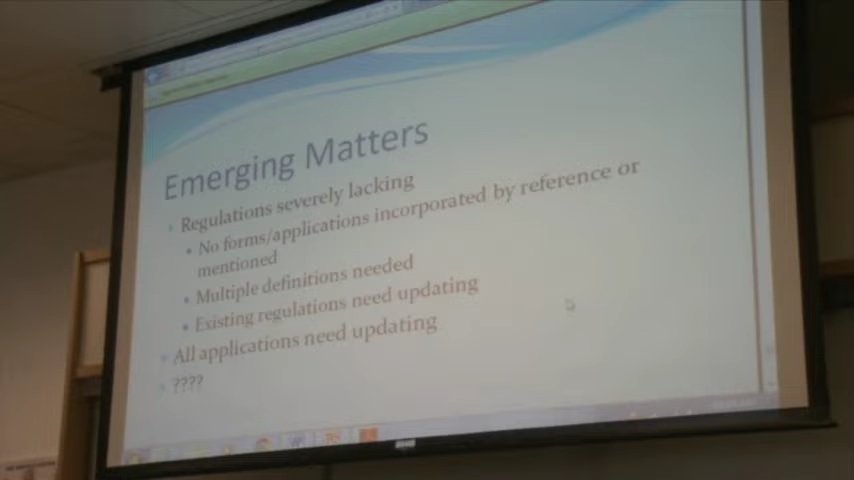 Emerging Matters
Regulations severely lacking
No forms/applications incorporated by reference or
mentioned
Multiple definitions needed
Existing regulations need updating
All applications need updating
????